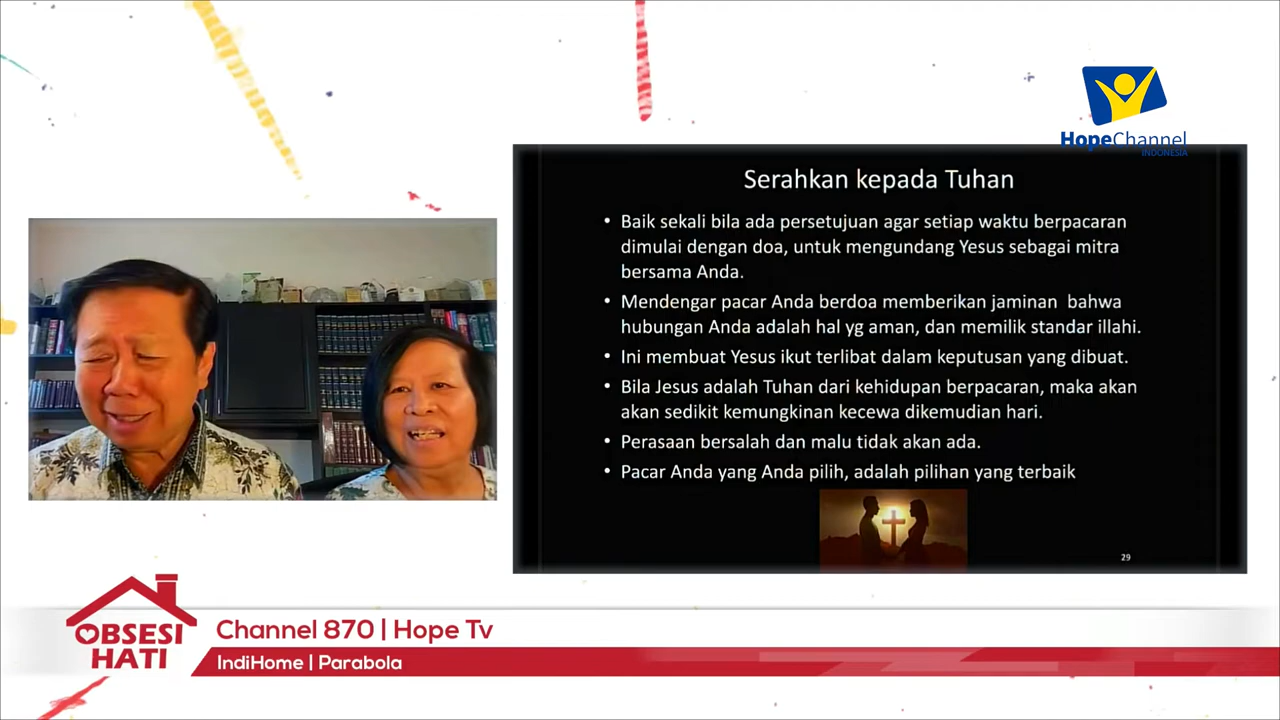 HopeChannel
INDONESIA
Serahkan kepada Tuhan
• Baik sekali bila ada persetujuan agar setiap waktu berpacaran
dimulai dengan doa, untuk mengundang Yesus sebagai mitra
bersama Anda.
• Mendengar pacar Anda berdoa memberikan jaminan bahwa
hubungan Anda adalah hal yg aman, dan memilik standar illahi.
• Ini membuat Yesus ikut terlibat dalam keputusan yang dibuat.
• Bila Jesus adalah Tuhan dari kehidupan berpacaran, maka akan
akan sedikit kemungkinan kecewa dikemudian hari.
• Perasaan bersalah dan malu tidak akan ada.
• Pacar Anda yang Anda pilih, adalah pilihan yang terbaik
29
OBSESI
HATI
Channel 870 | Hope Tv
IndiHome | Parabola